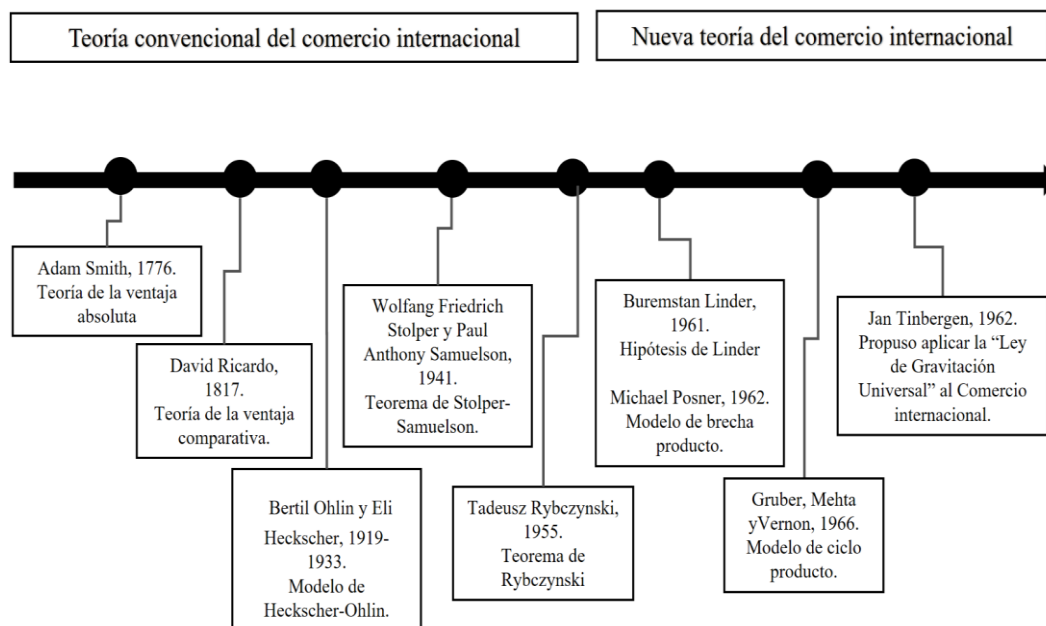 Teoría convencional del comercio internacional
Nueva teoría del comercio internacional
Adam Smith, 1776.
Teoría de la ventaja
absoluta
David Ricardo,
1817.
Teoría de la ventaja
comparativa.
Bertil Ohlin y Eli
Heckscher, 1919-
1933.
Modelo de
Heckscher-Ohlin.
Wolfang Friedrich
Stolper y Paul
Anthony Samuelson,
1941.
Teorema de Stolper-
Samuelson.
Tadeusz Rybczynski,
1955.
Teorema de
Rybczynski
Buremstan Linder,
1961.
Hipótesis de Linder
Michael Posner, 1962.
Modelo de brecha
producto.
Gruber, Mehta
yVernon, 1966.
Modelo de ciclo
producto.
Jan Tinbergen, 1962.
Propuso aplicar la “Ley
de Gravitación
Universal” al Comercio
internacional.